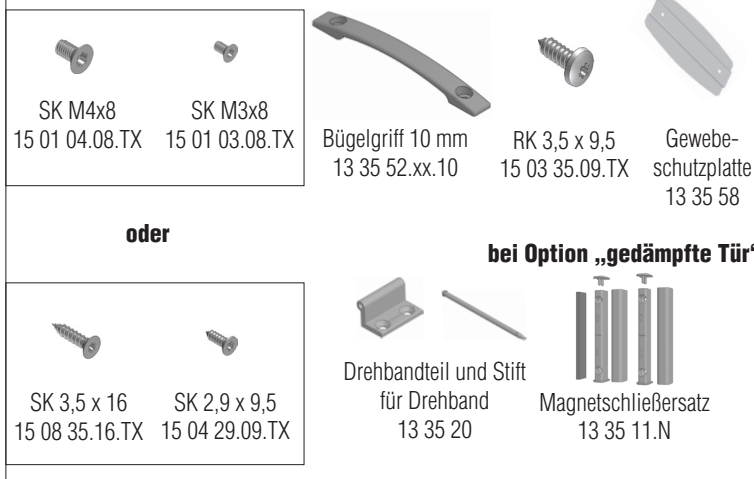 SK M4x8
15 01 04.08.TX
SK M3x8
15 01 03.08.TX
Bügelgriff 10 mm
13 35 52.xx.10
RK 3,5 x 9,5
15 03 35.09.TX
Gewebe-
schutzplatte
13 35 58
oder
bei Option „gedämpfte Tür“
SK 3,5 x 16
15 08 35.16.TX
SK 2,9 x 9,5
15 04 29.09.TX
Drehbandteil und Stift
für Drehband
13 35 20
Magnetschließersatz
13 35 11.N